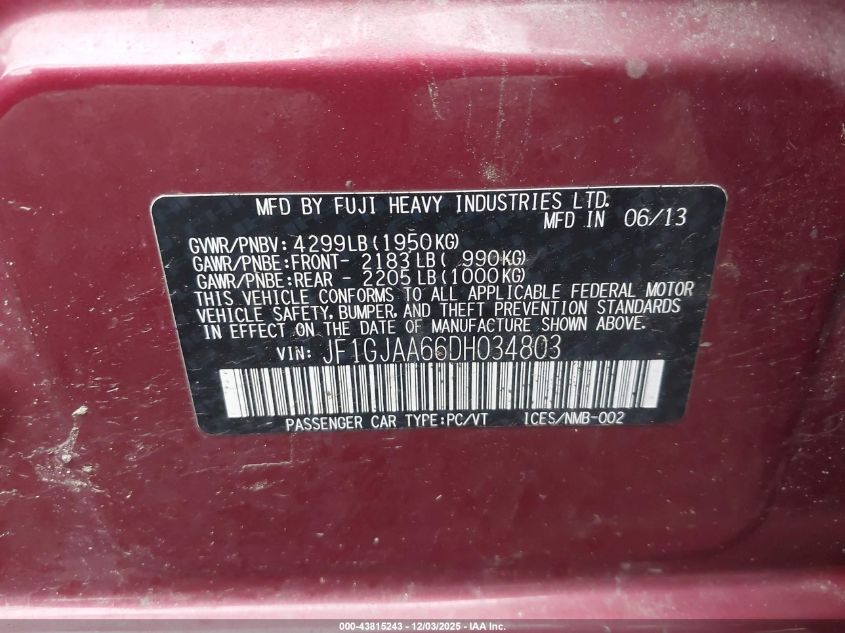 MFD BY FUJI HEAVY INDUSTRIES LTD.
MFD IN 06/13
GVWR/PNBV: 4299LB(1950KG)
GAWR/PNBE:FRONT- 2183LB( 990KG)
GAWR/PNBE:REAR - 2205LB(1000KG)
THIS VEHICLE CONFORMS TO ALL APPLICABLE FEDERAL MOTOR
VEHICLE SAFETY, BUMPER, AND THEFT PREVENTION STANDARDS
IN EFFECT ON THE DATE OF MANUFACTURE SHOWN ABOVE.
VIN: JF1GJAA66DH034803
PASSENGER CAR TYPE:PC/VT ICES/NMB-002
000-43815243 - 12/03/2025 - IAA Inc.